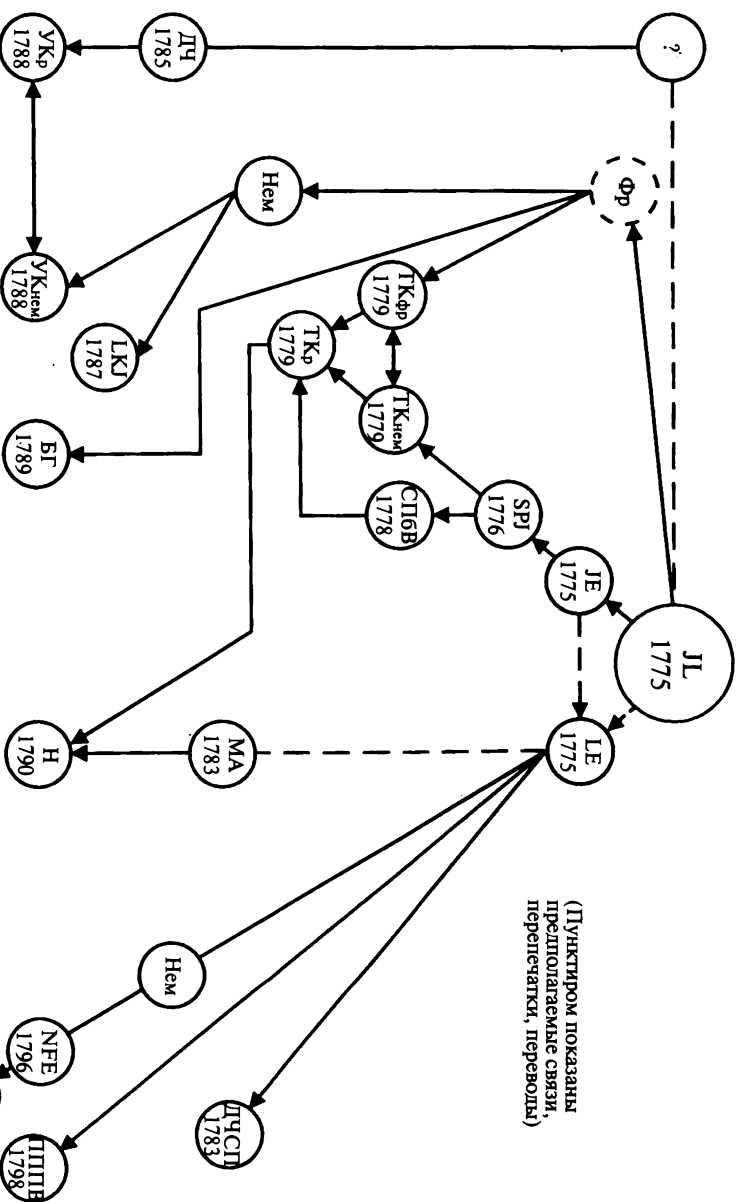 ?
JL
1775
Фр
JE
1775
LE
1775
(Пунктиром показаны
предполагаемые связи,
перепечатки, переводы)
SPJ
1776
ТКфр
1779
ТКнем
1779
СПбВ
1778
ТКр
1779
Нем
МА
1783
ДЧСП
1783
ДЧ
1785
Нем
LKJ
1787
УКр
1788
УКнем
1788
БГ
1789
Н
1790
NFE
1796
ПППВ
1798